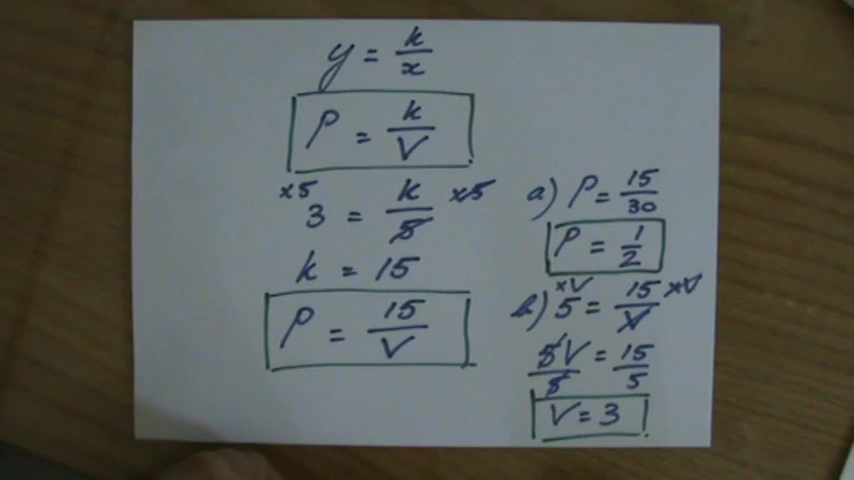 y = k/x
P = k/V
×5 3 = k/5 ×5
k = 15
P = 15/V
a) P = 15/30
P = 1/2
b) ×V 5 = 15/V ×V
5V/5 = 15/5
V = 3